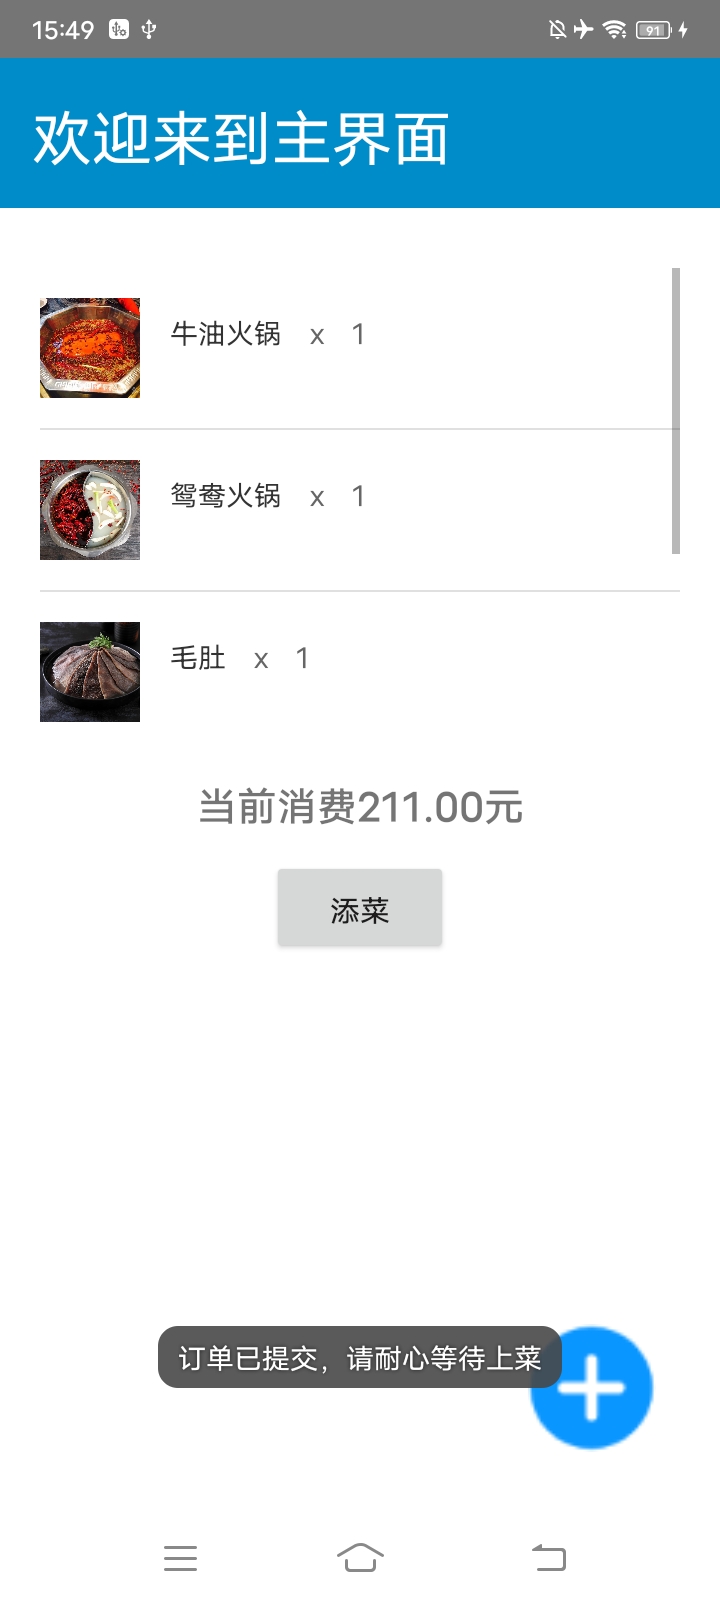 15:49
91
欢迎来到主界面
牛油火锅 x 1
鸳鸯火锅 x 1
毛肚 x 1
当前消费211.00元
添菜
订单已提交，请耐心等待上菜